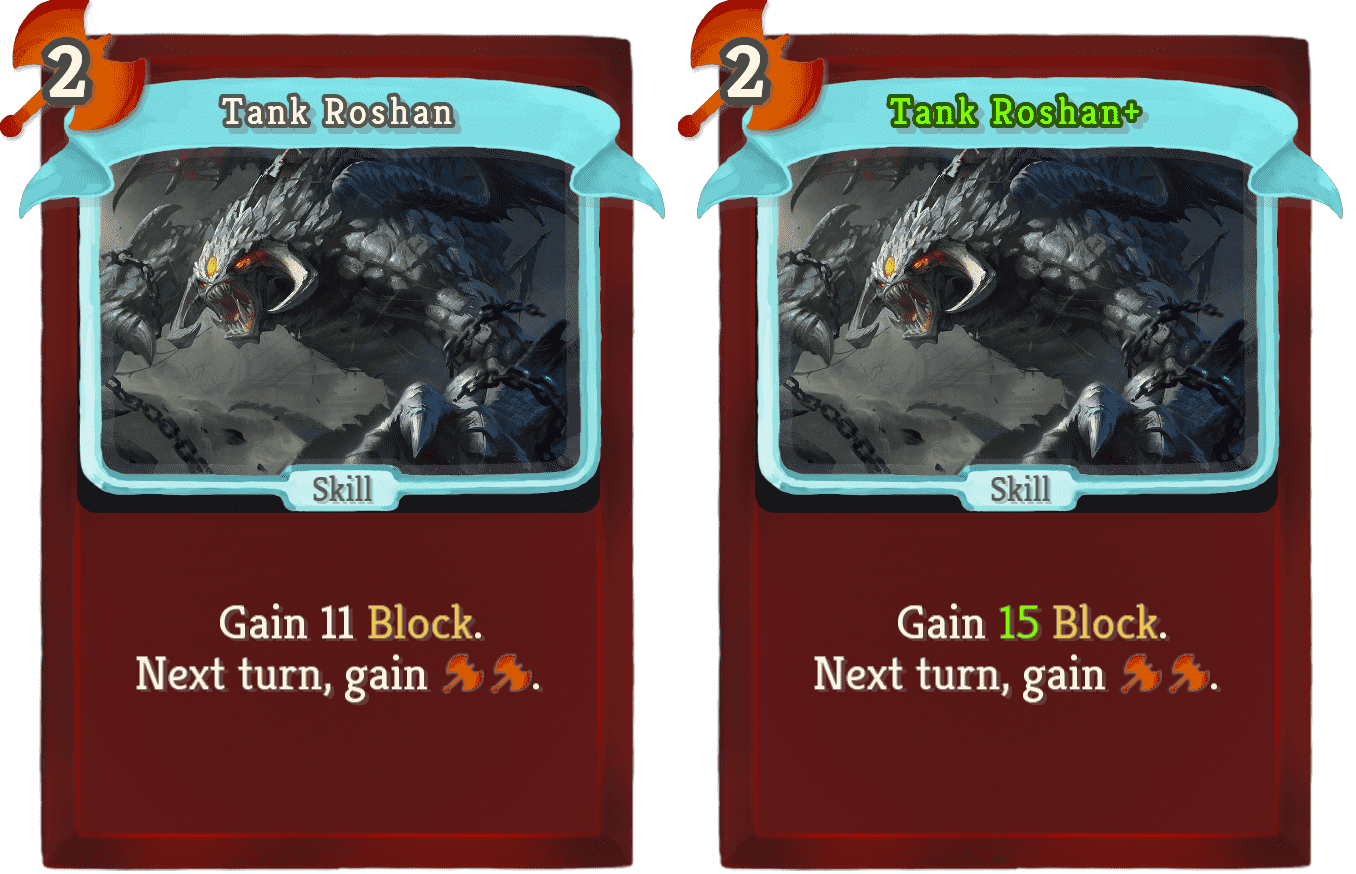 2
Tank Roshan
Skill
Gain 11 Block.
Next turn, gain .
2
Tank Roshan+
Skill
Gain 15 Block.
Next turn, gain .